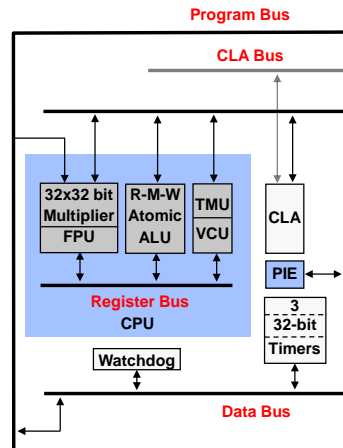 Program Bus
CLA Bus
32x32 bit
Multiplier
FPU
R-M-W
Atomic
ALU
TMU
VCU
CLA
PIE
Register Bus
CPU
3
32-bit
Timers
Watchdog
Data Bus